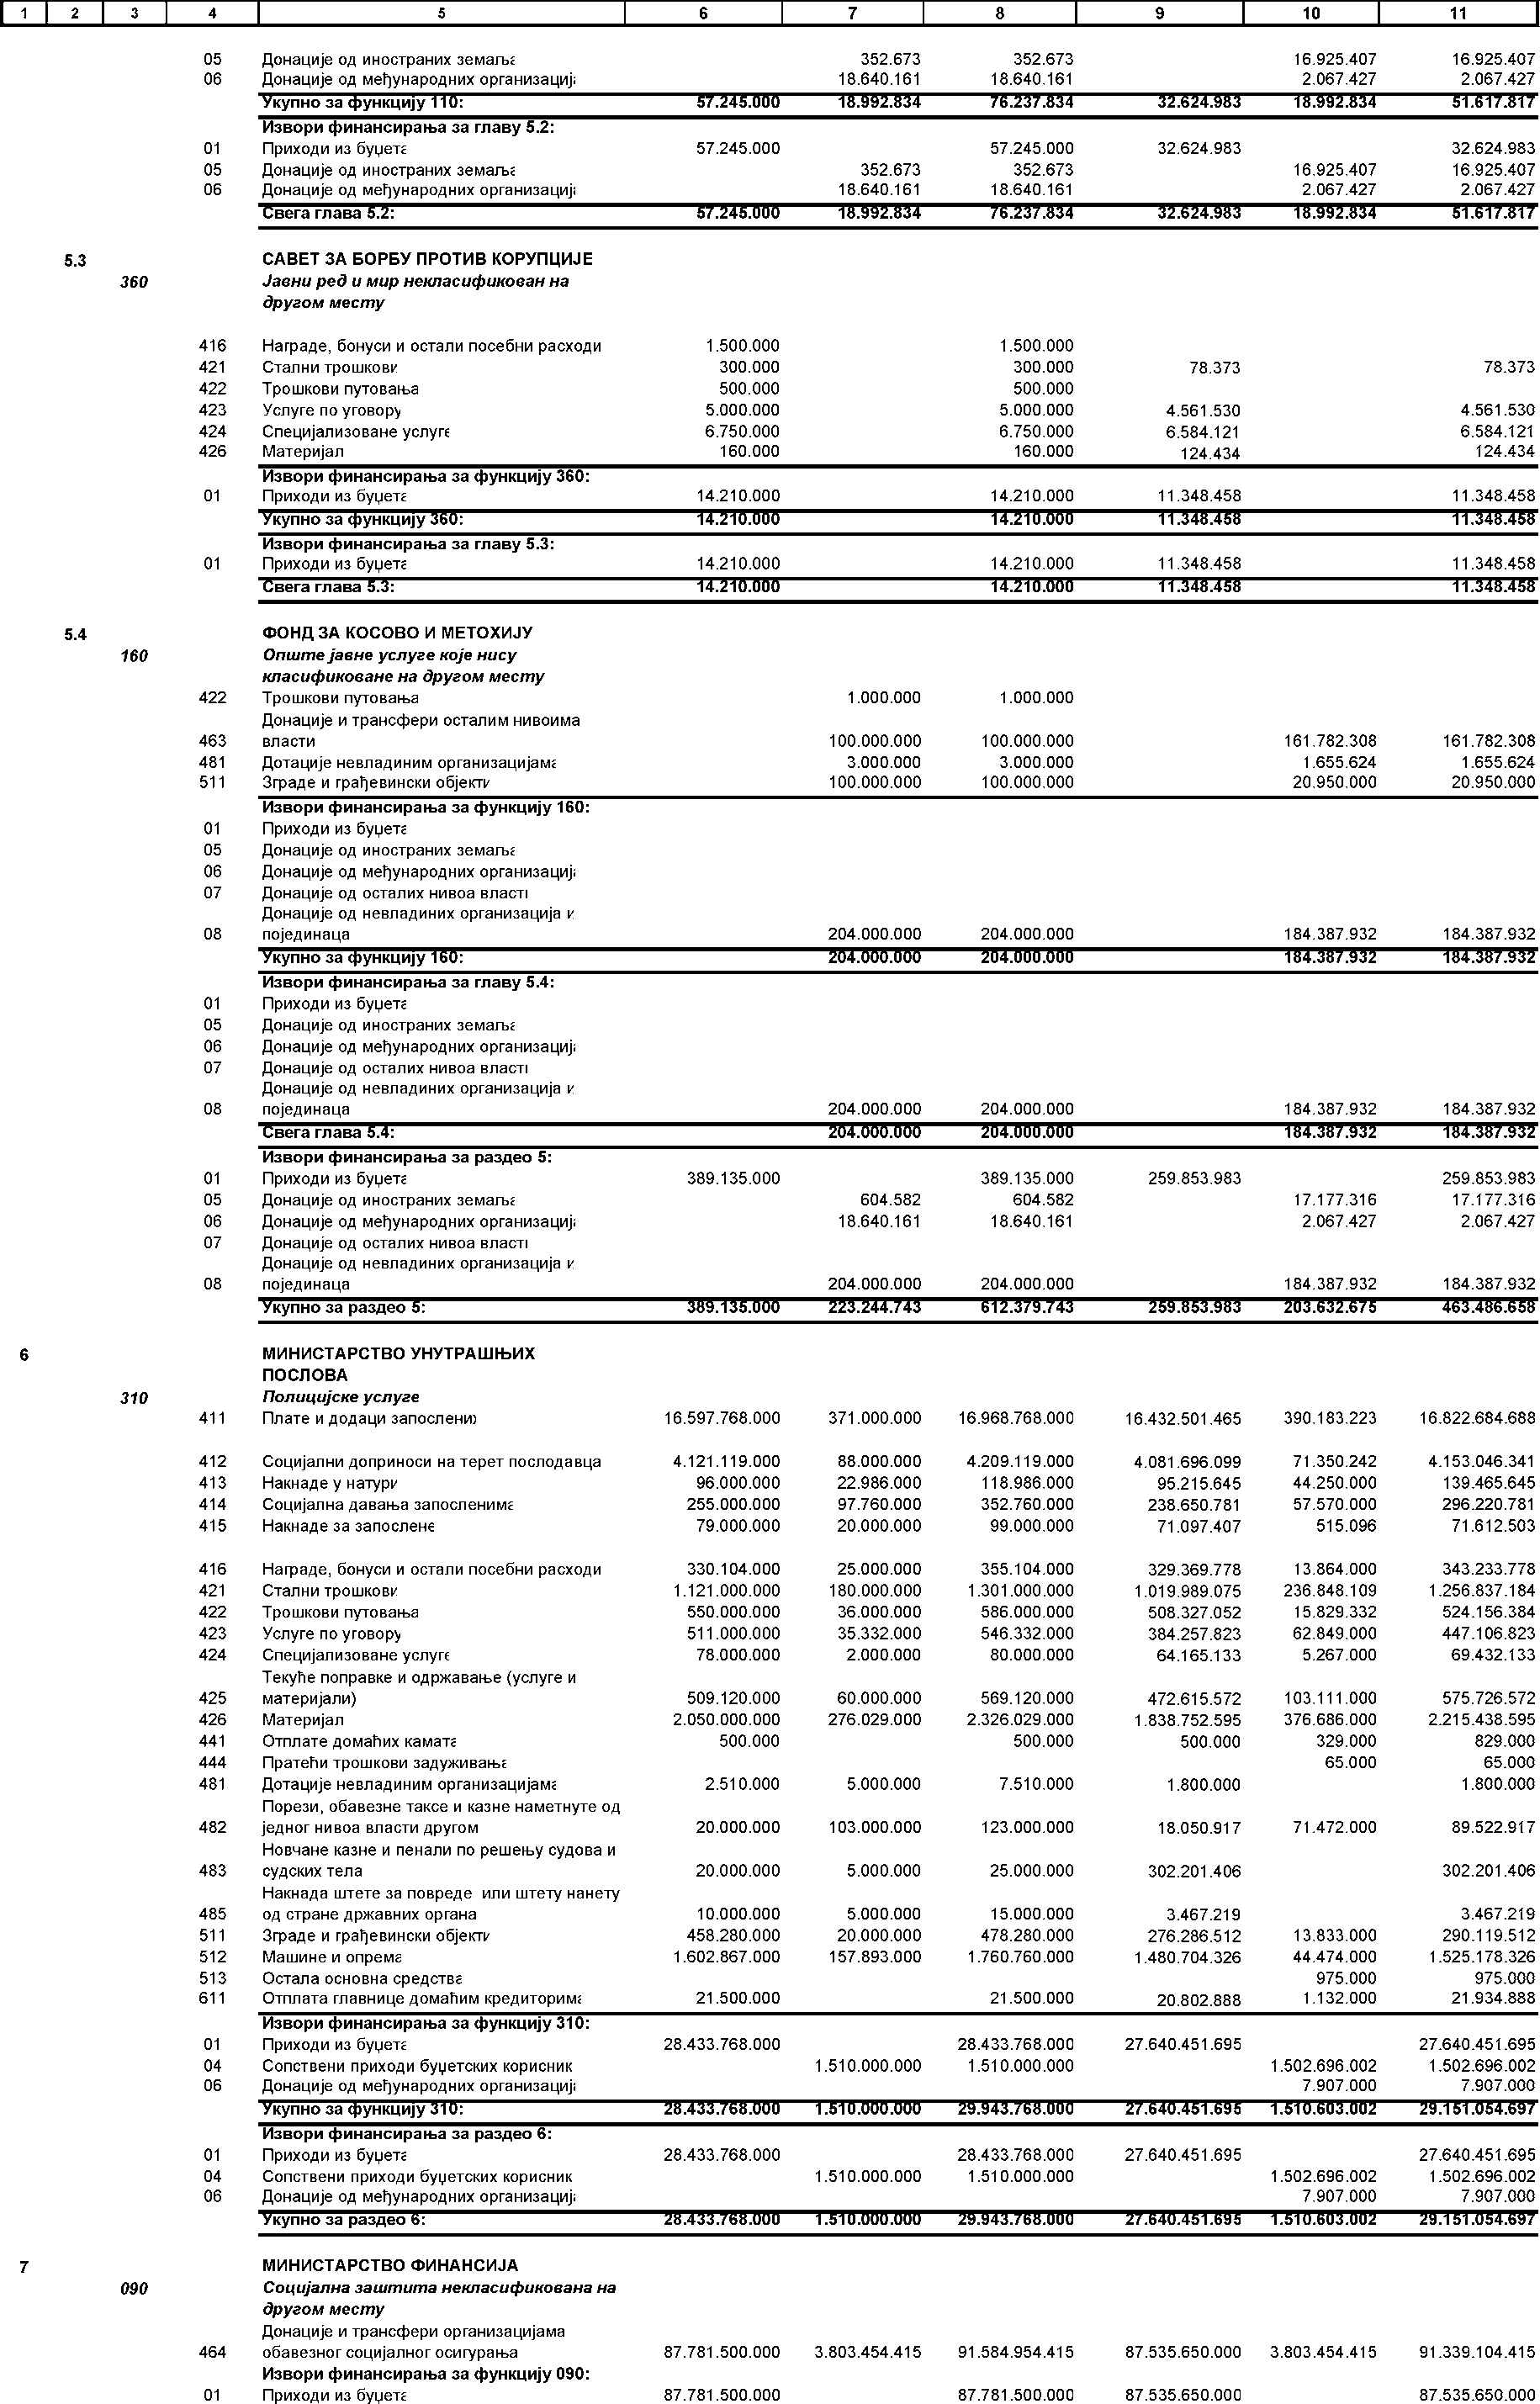 1 2 3 4 5 6 7 8 9 10 11
05 Донације од иностраних земаља 352.673 352.673 16.925.407 16.925.407
06 Донације од међународних организациј 18.640.161 18.640.161 2.067.427 2.067.427
Укупно за функцију 110: 57.245.000 18.992.834 76.237.834 32.624.983 18.992.834 51.617.817
Извори финансирања за главу 5.2:
01 Приходи из буџета 57.245.000 57.245.000 32.624.983 32.624.983
05 Донације од иностраних земаља 352.673 352.673 16.925.407 16.925.407
06 Донације од међународних организациј 18.640.161 18.640.161 2.067.427 2.067.427
Свега глава 5.2: 57.245.000 18.992.834 76.237.834 32.624.983 18.992.834 51.617.817
5.3 САВЕТ ЗА БОРБУ ПРОТИВ КОРУПЦИЈЕ
360 Јавни ред и мир некласификован на
другом месту
416 Награде, бонуси и остали посебни расходи 1.500.000 1.500.000
421 Стални трошкови 300.000 300.000 78.373 78.373
422 Трошкови путовања 500.000 500.000
423 Услуге по уговору 5.000.000 5.000.000 4.561.530 4.561.530
424 Специјализоване услуге 6.750.000 6.750.000 6.584.121 6.584.121
426 Материјал 160.000 160.000 124.434 124.434
Извори финансирања за функцију 360:
01 Приходи из буџета 14.210.000 14.210.000 11.348.458 11.348.458
Укупно за функцију 360: 14.210.000 14.210.000 11.348.458 11.348.458
Извори финансирања за главу 5.3:
01 Приходи из буџета 14.210.000 14.210.000 11.348.458 11.348.458
Свега глава 5.3: 14.210.000 14.210.000 11.348.458 11.348.458
5.4 ФОНД ЗА КОСОВО И МЕТОХИЈУ
160 Опште јавне услуге које нису
класификоване на другом месту
422 Трошкови путовања 1.000.000 1.000.000
Донације и трансфери осталим нивоима
463 власти 100.000.000 100.000.000 161.782.308 161.782.308
481 Дотације невладиним организацијама 3.000.000 3.000.000 1.655.624 1.655.624
511 Зграде и грађевински објекти 100.000.000 100.000.000 20.950.000 20.950.000
Извори финансирања за функцију 160:
01 Приходи из буџета
05 Донације од иностраних земаља
06 Донације од међународних организациј
07 Донације од осталих нивоа власти
Донације од невладиних организација и
08 појединаца 204.000.000 204.000.000 184.387.932 184.387.932
Укупно за функцију 160: 204.000.000 204.000.000 184.387.932 184.387.932
Извори финансирања за главу 5.4:
01 Приходи из буџета
05 Донације од иностраних земаља
06 Донације од међународних организациј
07 Донације од осталих нивоа власти
Донације од невладиних организација и
08 појединаца 204.000.000 204.000.000 184.387.932 184.387.932
Свега глава 5.4: 204.000.000 204.000.000 184.387.932 184.387.932
Извори финансирања за раздео 5:
01 Приходи из буџета 389.135.000 389.135.000 259.853.983 259.853.983
05 Донације од иностраних земаља 604.582 604.582 17.177.316 17.177.316
06 Донације од међународних организациј 18.640.161 18.640.161 2.067.427 2.067.427
07 Донације од осталих нивоа власти
Донације од невладиних организација и
08 појединаца 204.000.000 204.000.000 184.387.932 184.387.932
Укупно за раздео 5: 389.135.000 223.244.743 612.379.743 259.853.983 203.632.675 463.486.658
6 МИНИСТАРСТВО УНУТРАШЊИХ
ПОСЛОВА
310 Полицијске услуге
411 Плате и додаци запослених 16.597.768.000 371.000.000 16.968.768.000 16.432.501.465 390.183.223 16.822.684.688
412 Социјални доприноси на терет послодавца 4.121.119.000 88.000.000 4.209.119.000 4.081.696.099 71.350.242 4.153.046.341
413 Накнаде у натури 96.000.000 22.986.000 118.986.000 95.215.645 44.250.000 139.465.645
414 Социјална давања запосленима 255.000.000 97.760.000 352.760.000 238.650.781 57.570.000 296.220.781
415 Накнаде за запослене 79.000.000 20.000.000 99.000.000 71.097.407 515.096 71.612.503
416 Награде, бонуси и остали посебни расходи 330.104.000 25.000.000 355.104.000 329.369.778 13.864.000 343.233.778
421 Стални трошкови 1.121.000.000 180.000.000 1.301.000.000 1.019.989.075 236.848.109 1.256.837.184
422 Трошкови путовања 550.000.000 36.000.000 586.000.000 508.327.052 15.829.332 524.156.384
423 Услуге по уговору 511.000.000 35.332.000 546.332.000 384.257.823 62.849.000 447.106.823
424 Специјализоване услуге 78.000.000 2.000.000 80.000.000 64.165.133 5.267.000 69.432.133
Текуће поправке и одржавање (услуге и
425 материјали) 509.120.000 60.000.000 569.120.000 472.615.572 103.111.000 575.726.572
426 Материјал 2.050.000.000 276.029.000 2.326.029.000 1.838.752.595 376.686.000 2.215.438.595
441 Отплате домаћих камата 500.000 500.000 500.000 329.000 829.000
444 Пратећи трошкови задуживања 65.000 65.000
481 Дотације невладиним организацијама 2.510.000 5.000.000 7.510.000 1.800.000 1.800.000
Порези, обавезне таксе и казне наметнуте од
482 једног нивоа власти другом 20.000.000 103.000.000 123.000.000 18.050.917 71.472.000 89.522.917
Новчане казне и пенали по решењу судова и
483 судских тела 20.000.000 5.000.000 25.000.000 302.201.406 302.201.406
Накнада штете за повреде или штету нанету
485 од стране државних органа 10.000.000 5.000.000 15.000.000 3.467.219 3.467.219
511 Зграде и грађевински објекти 458.280.000 20.000.000 478.280.000 276.286.512 13.833.000 290.119.512
512 Машине и опрема 1.602.867.000 157.893.000 1.760.760.000 1.480.704.326 44.474.000 1.525.178.326
513 Остала основна средства 975.000 975.000
611 Отплата главнице домаћим кредиторима 21.500.000 21.500.000 20.802.888 1.132.000 21.934.888
Извори финансирања за функцију 310:
01 Приходи из буџета 28.433.768.000 28.433.768.000 27.640.451.695 27.640.451.695
04 Сопствени приходи буџетских корисник 1.510.000.000 1.510.000.000 1.502.696.002 1.502.696.002
06 Донације од међународних организациј 7.907.000 7.907.000
Укупно за функцију 310: 28.433.768.000 1.510.000.000 29.943.768.000 27.640.451.695 1.510.603.002 29.151.054.697
Извори финансирања за раздео 6:
01 Приходи из буџета 28.433.768.000 28.433.768.000 27.640.451.695 27.640.451.695
04 Сопствени приходи буџетских корисник 1.510.000.000 1.510.000.000 1.502.696.002 1.502.696.002
06 Донације од међународних организациј 7.907.000 7.907.000
Укупно за раздео 6: 28.433.768.000 1.510.000.000 29.943.768.000 27.640.451.695 1.510.603.002 29.151.054.697
7 МИНИСТАРСТВО ФИНАНСИЈА
090 Социјална заштита некласификована на
другом месту
Донације и трансфери организацијама
464 обавезног социјалног осигурања 87.781.500.000 3.803.454.415 91.584.954.415 87.535.650.000 3.803.454.415 91.339.104.415
Извори финансирања за функцију 090:
01 Приходи из буџета 87.781.500.000 87.781.500.000 87.535.650.000 87.535.650.000